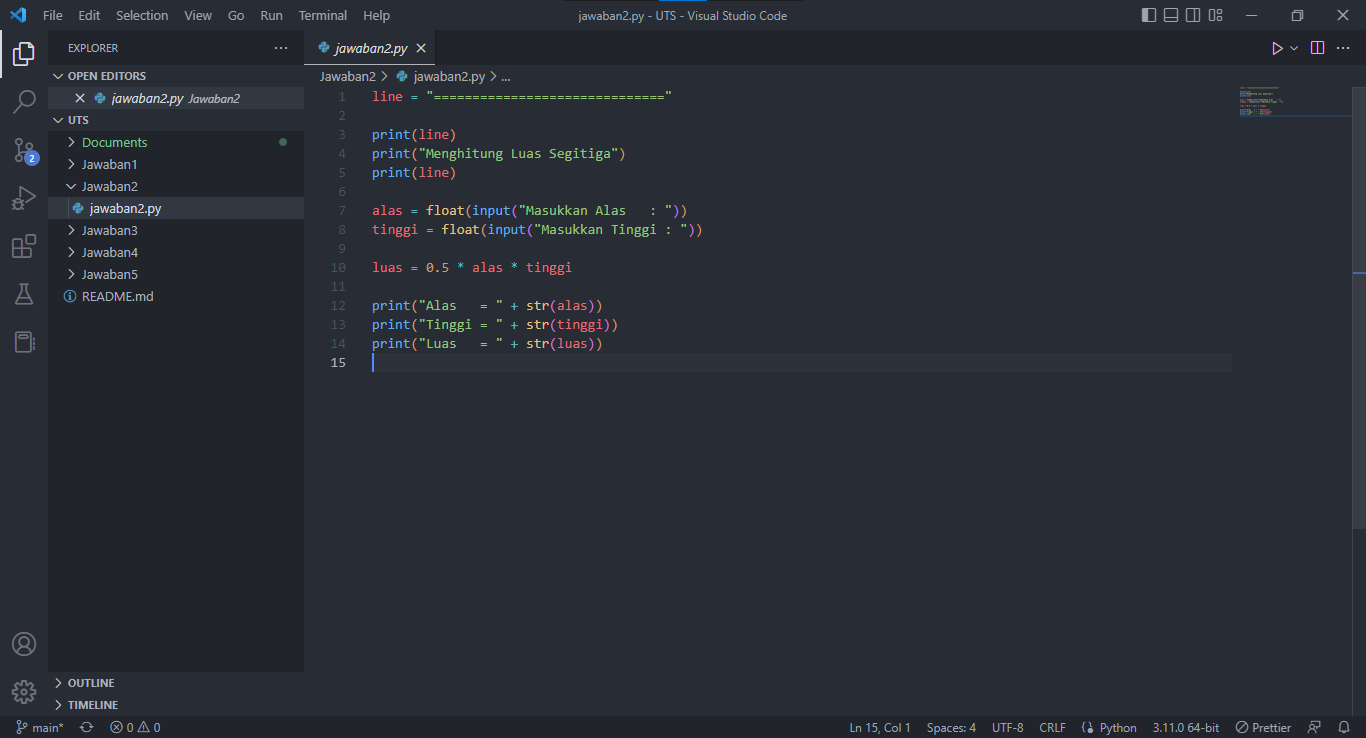 File Edit Selection View Go Run Terminal Help jawaban2.py - UTS - Visual Studio Code
EXPLORER
OPEN EDITORS
jawaban2.py Jawaban2
UTS
Documents
Jawaban1
Jawaban2
jawaban2.py
Jawaban3
Jawaban4
Jawaban5
README.md
2
OUTLINE
TIMELINE
jawaban2.py
Jawaban2 > jawaban2.py > ...
1 line = "=============================="
2
3 print(line)
4 print("Menghitung Luas Segitiga")
5 print(line)
6
7 alas = float(input("Masukkan Alas   : "))
8 tinggi = float(input("Masukkan Tinggi : "))
9
10 luas = 0.5 * alas * tinggi
11
12 print("Alas   = " + str(alas))
13 print("Tinggi = " + str(tinggi))
14 print("Luas   = " + str(luas))
15
main* 0 0 Ln 15, Col 1 Spaces: 4 UTF-8 CRLF Python 3.11.0 64-bit Prettier